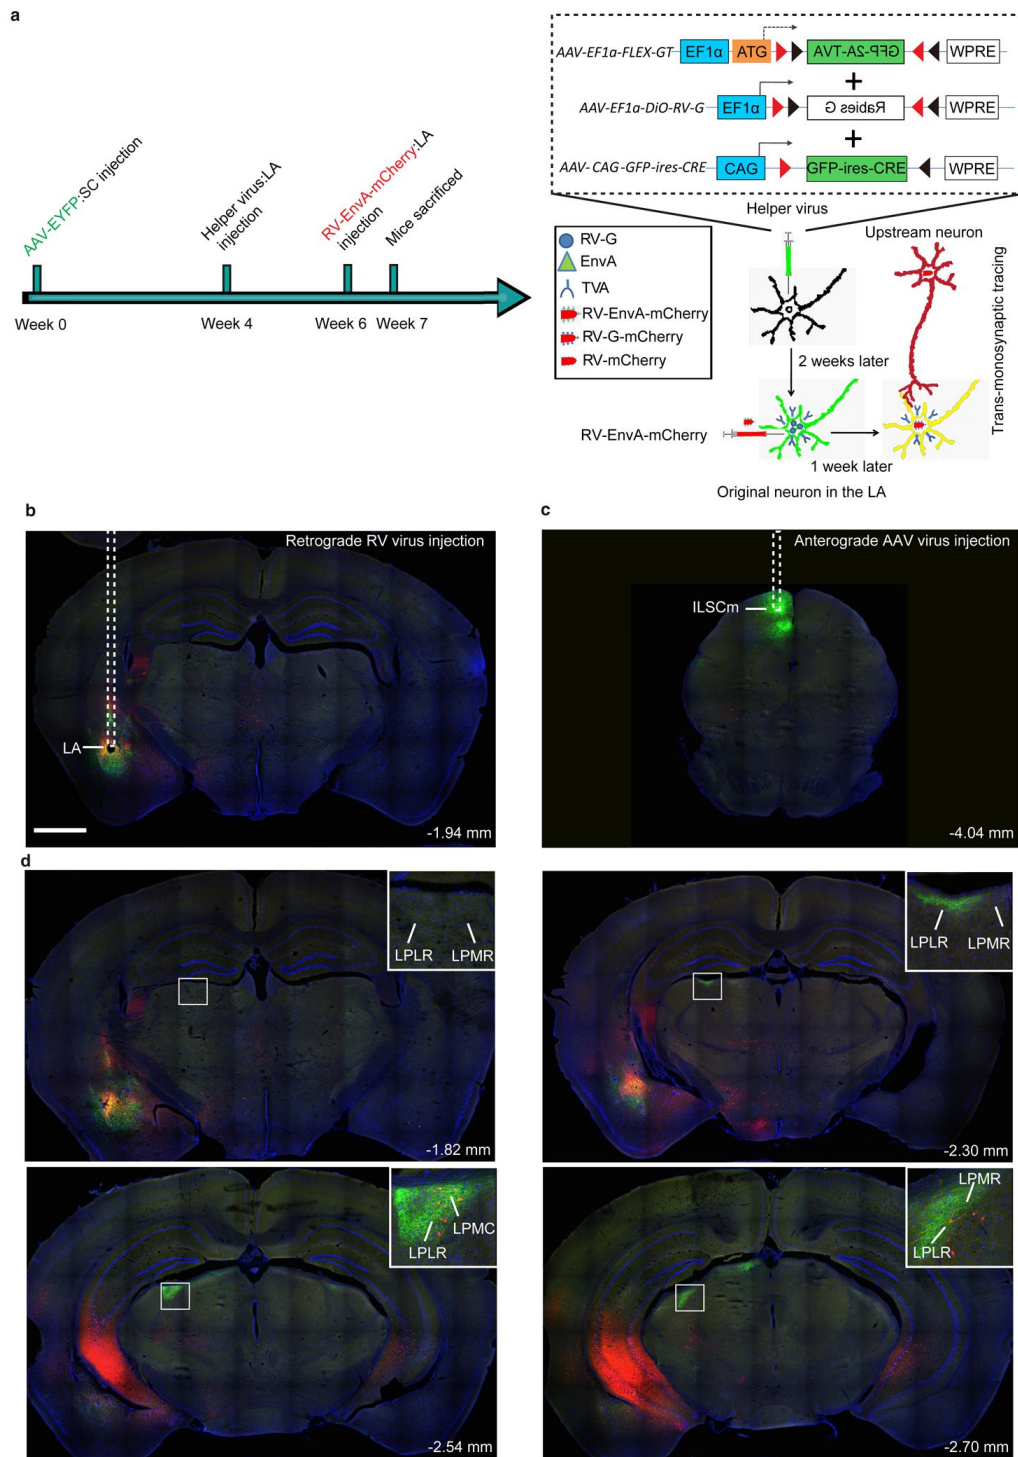 a
AAV-EYFP:SC injection
Helper virus:LA
injection
RV-EnvA-mCherry:LA
injection
Mice sacrificed
Week 0
Week 4
Week 6
Week 7
AAV-EF1α-FLEX-GT
EF1α
ATG
GFP-2A-TVA
WPRE
+
AAV-EF1α-DiO-RV-G
EF1α
Rabies G
WPRE
+
AAV-CAG-GFP-ires-CRE
CAG
GFP-ires-CRE
WPRE
Helper virus
RV-G
EnvA
TVA
RV-EnvA-mCherry
RV-G-mCherry
RV-mCherry
Upstream neuron
Trans-monosynaptic tracing
2 weeks later
RV-EnvA-mCherry
1 week later
Original neuron in the LA
b
Retrograde RV virus injection
LA
-1.94 mm
c
Anterograde AAV virus injection
ILSCm
-4.04 mm
d
LPLR
LPMR
-1.82 mm
LPLR
LPMR
-2.30 mm
LPMC
LPLR
-2.54 mm
LPMR
LPLR
-2.70 mm